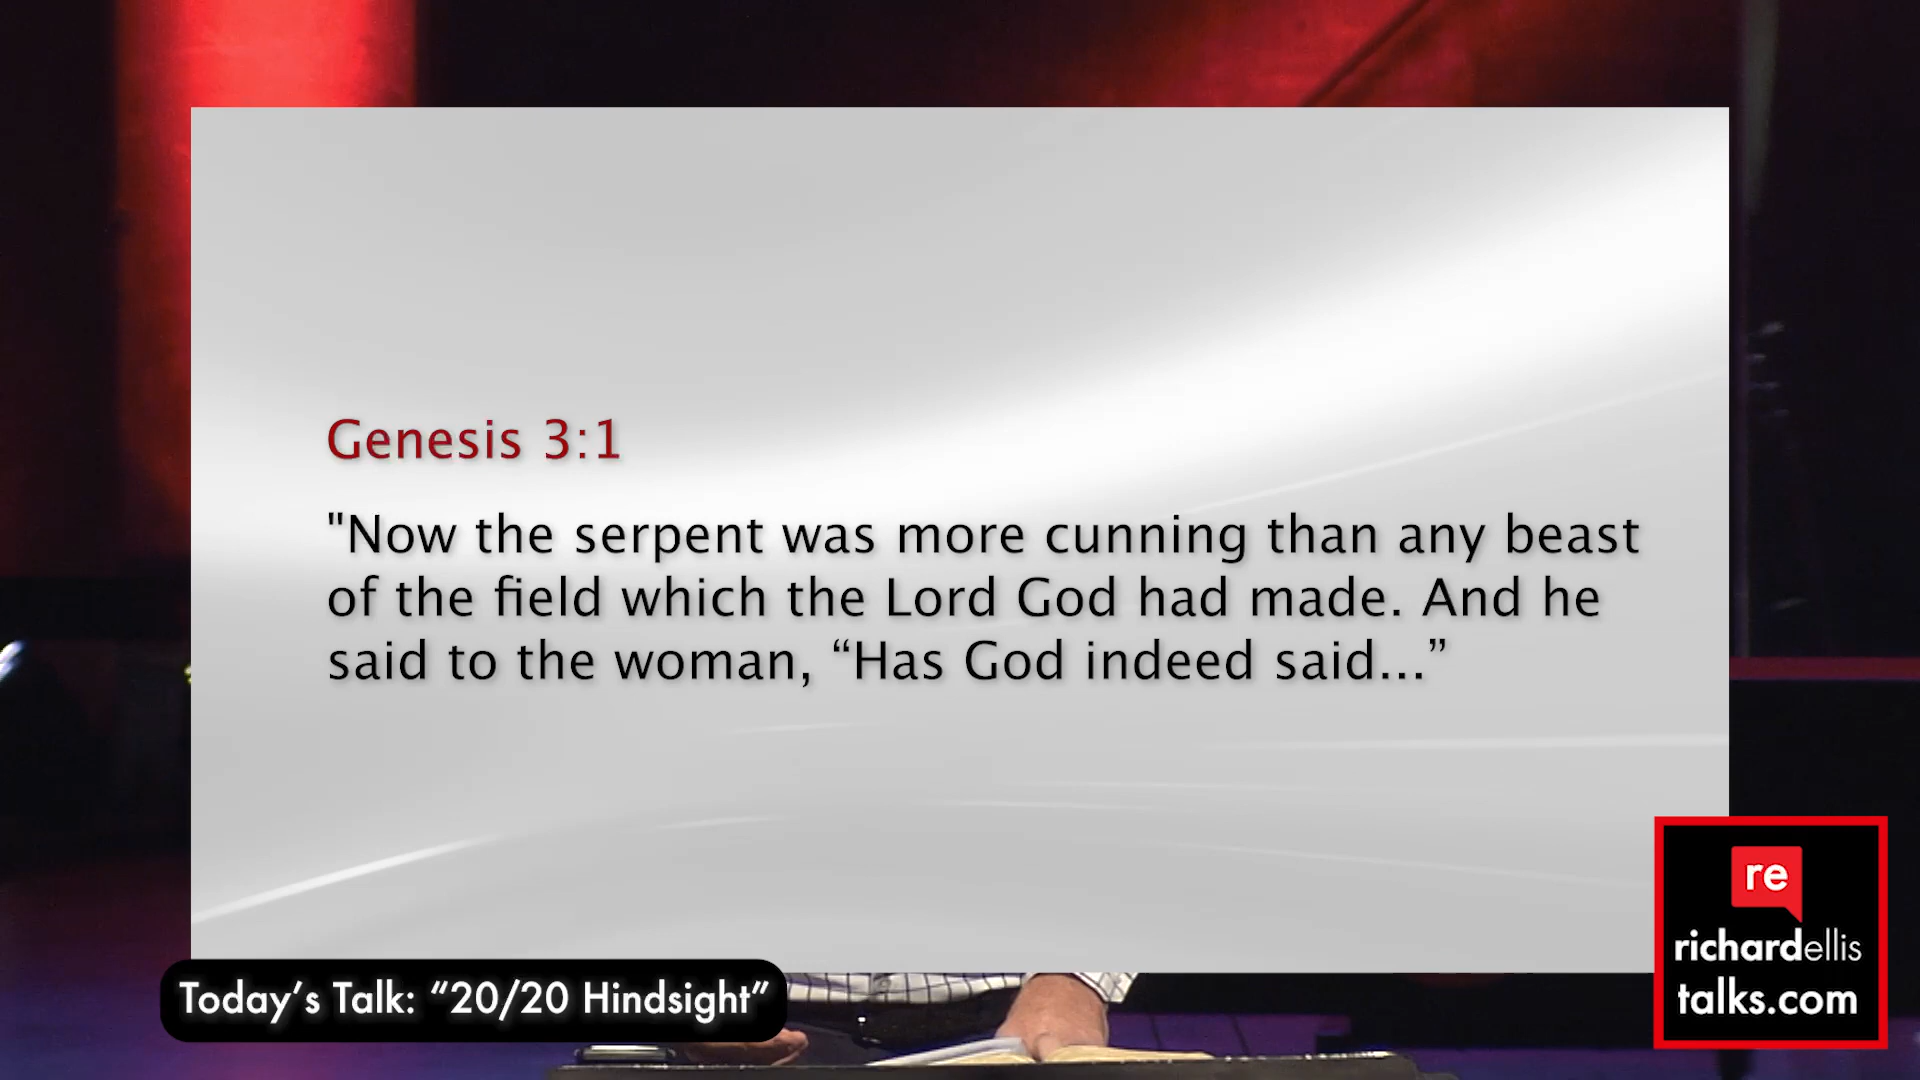 Genesis 3:1
"Now the serpent was more cunning than any beast
of the field which the Lord God had made. And he
said to the woman, “Has God indeed said...”
Today’s Talk: “20/20 Hindsight”
re
richardellis
talks.com